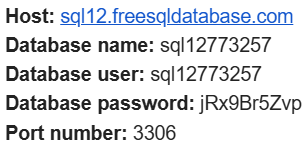 Host: sql12.freesqldatabase.com
Database name: sql12773257
Database user: sql12773257
Database password: jRx9Br5Zvp
Port number: 3306